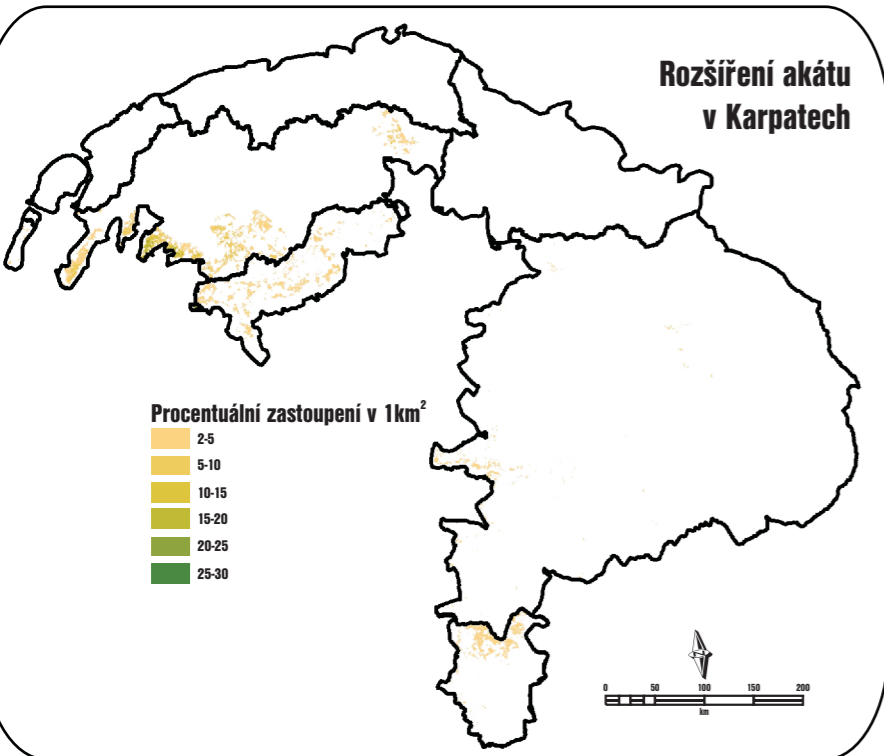 Rozšíření akátu
v Karpatech
Procentuální zastoupení v 1km²
2-5
5-10
10-15
15-20
20-25
25-30
0 50 100 150 200
km